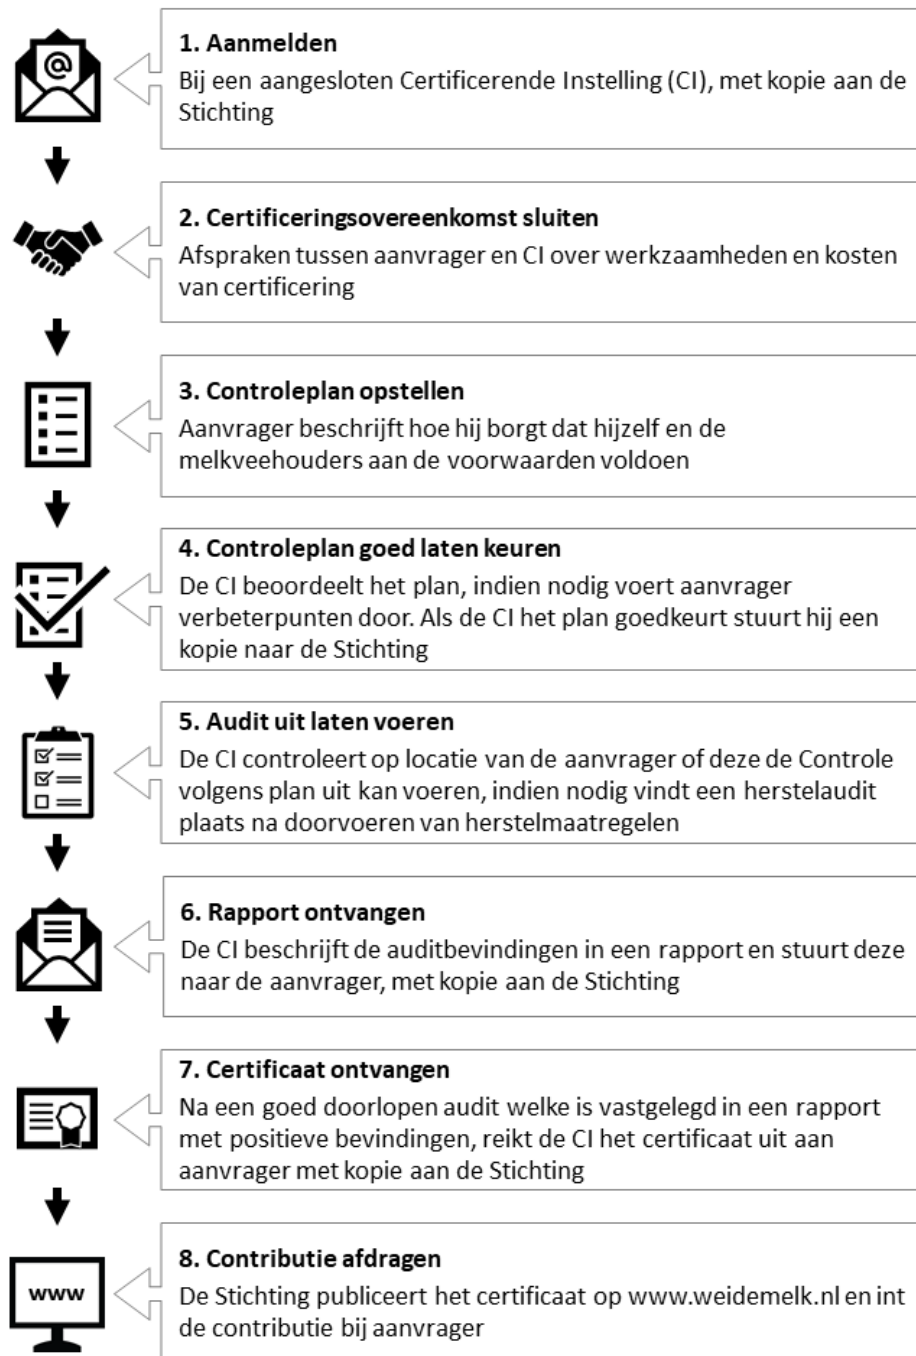 1. Aanmelden
Bij een aangesloten Certificerende Instelling (CI), met kopie aan de
Stichting
2. Certificeringsovereenkomst sluiten
Afspraken tussen aanvrager en CI over werkzaamheden en kosten
van certificering
3. Controleplan opstellen
Aanvrager beschrijft hoe hij borgt dat hijzelf en de
melkveehouders aan de voorwaarden voldoen
4. Controleplan goed laten keuren
De CI beoordeelt het plan, indien nodig voert aanvrager
verbeterpunten door. Als de CI het plan goedkeurt stuurt hij een
kopie naar de Stichting
5. Audit uit laten voeren
De CI controleert op locatie van de aanvrager of deze de Controle
volgens plan uit kan voeren, indien nodig vindt een herstelaudit
plaats na doorvoeren van herstelmaatregelen
6. Rapport ontvangen
De CI beschrijft de auditbevindingen in een rapport en stuurt deze
naar de aanvrager, met kopie aan de Stichting
7. Certificaat ontvangen
Na een goed doorlopen audit welke is vastgelegd in een rapport
met positieve bevindingen, reikt de CI het certificaat uit aan
aanvrager met kopie aan de Stichting
www
8. Contributie afdragen
De Stichting publiceert het certificaat op www.weidemelk.nl en int
de contributie bij aanvrager